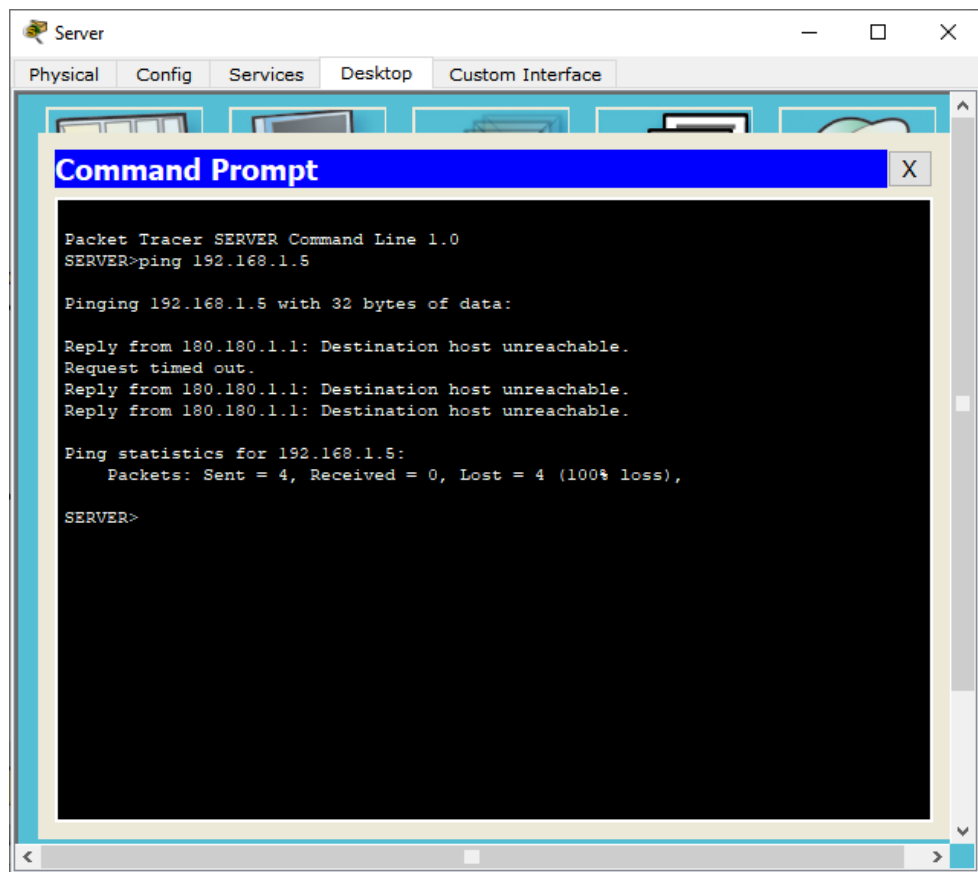 Server
Physical Config Services Desktop Custom Interface
Command Prompt X
Packet Tracer SERVER Command Line 1.0
SERVER>ping 192.168.1.5
Pinging 192.168.1.5 with 32 bytes of data:
Reply from 180.180.1.1: Destination host unreachable.
Request timed out.
Reply from 180.180.1.1: Destination host unreachable.
Reply from 180.180.1.1: Destination host unreachable.
Ping statistics for 192.168.1.5:
Packets: Sent = 4, Received = 0, Lost = 4 (100% loss),
SERVER>